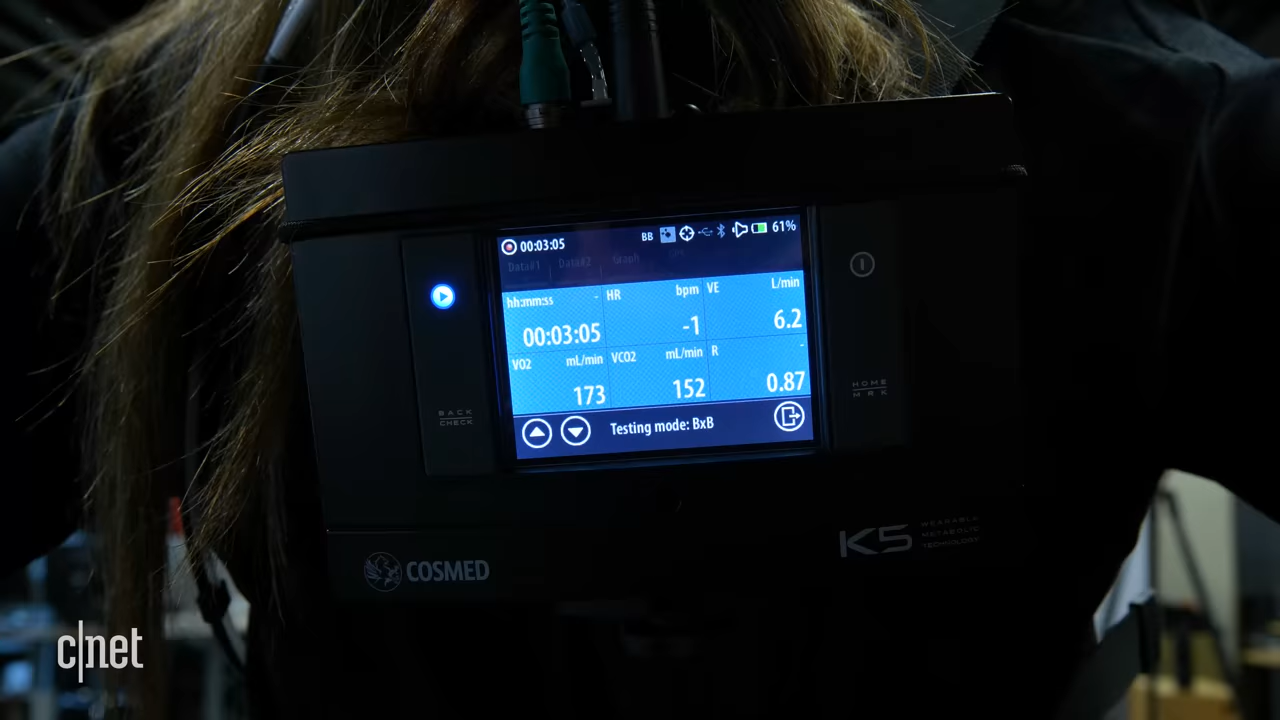 00:03:05 BB 61%
Data#1 Data#2 Graph
hh:mm:ss - HR bpm VE L/min
00:03:05 -1 6.2
VO2 mL/min VCO2 mL/min R -
173 152 0.87
Testing mode: BxB
BACK
CHECK
HOME
MRK
COSMED
K5 WEARABLE
METABOLIC
TECHNOLOGY
c|net